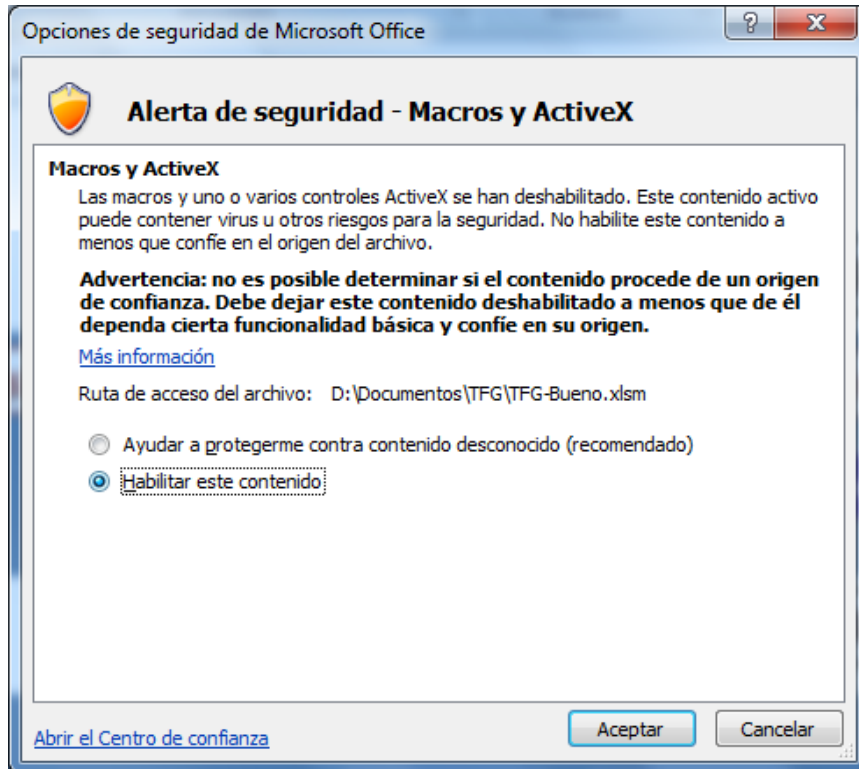 Opciones de seguridad de Microsoft Office
Alerta de seguridad - Macros y ActiveX
Macros y ActiveX
Las macros y uno o varios controles ActiveX se han deshabilitado. Este contenido activo
puede contener virus u otros riesgos para la seguridad. No habilite este contenido a
menos que confíe en el origen del archivo.
Advertencia: no es posible determinar si el contenido procede de un origen
de confianza. Debe dejar este contenido deshabilitado a menos que de él
dependa cierta funcionalidad básica y confíe en su origen.
Más información
Ruta de acceso del archivo: D:\Documentos\TFG\TFG-Bueno.xlsm
Ayudar a protegerme contra contenido desconocido (recomendado)
Habilitar este contenido
Abrir el Centro de confianza
Aceptar
Cancelar